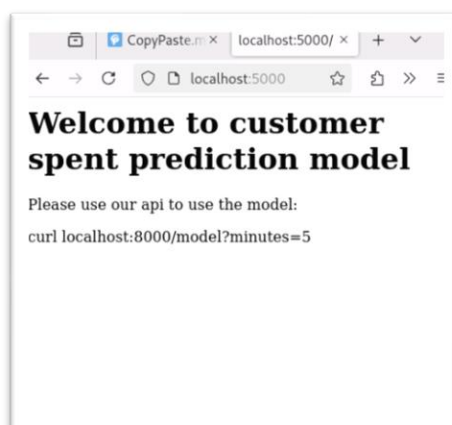 CopyPaste.m
localhost:5000/
localhost:5000
Welcome to customer
spent prediction model
Please use our api to use the model:
curl localhost:8000/model?minutes=5